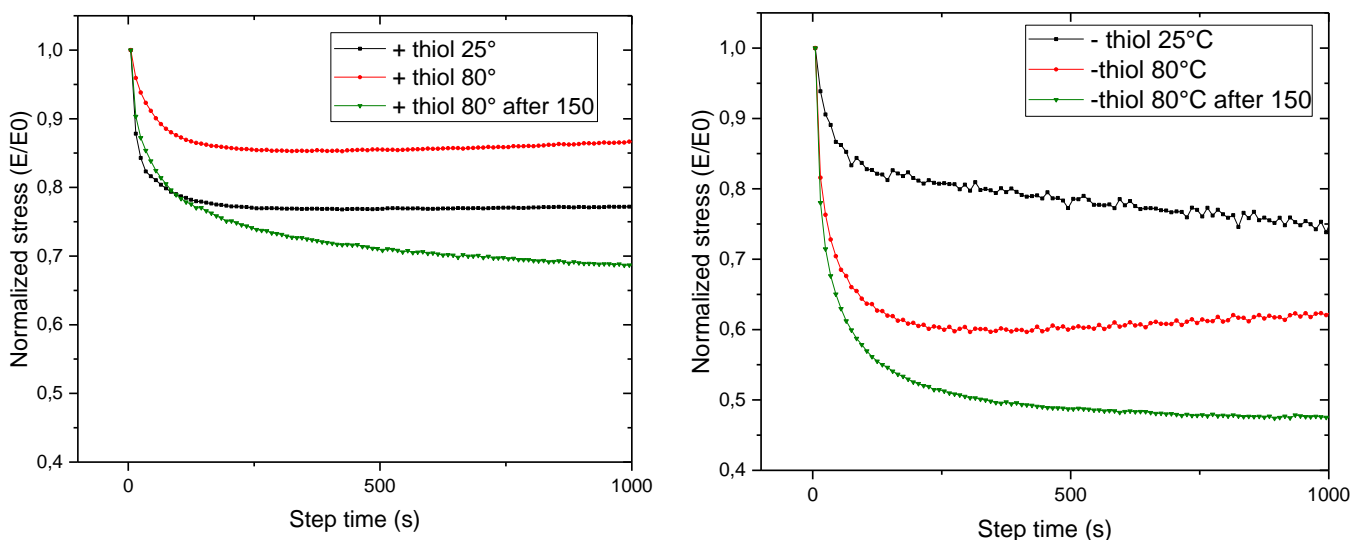 + thiol 25°
+ thiol 80°
+ thiol 80° after 150
1,0
0,9
0,8
0,7
0,6
0,5
0,4
Normalized stress (E/E0)
0
500
1000
Step time (s)
- thiol 25°C
-thiol 80°C
-thiol 80°C after 150
1,0
0,9
0,8
0,7
0,6
0,5
0,4
Normalized stress (E/E0)
0
500
1000
Step time (s)